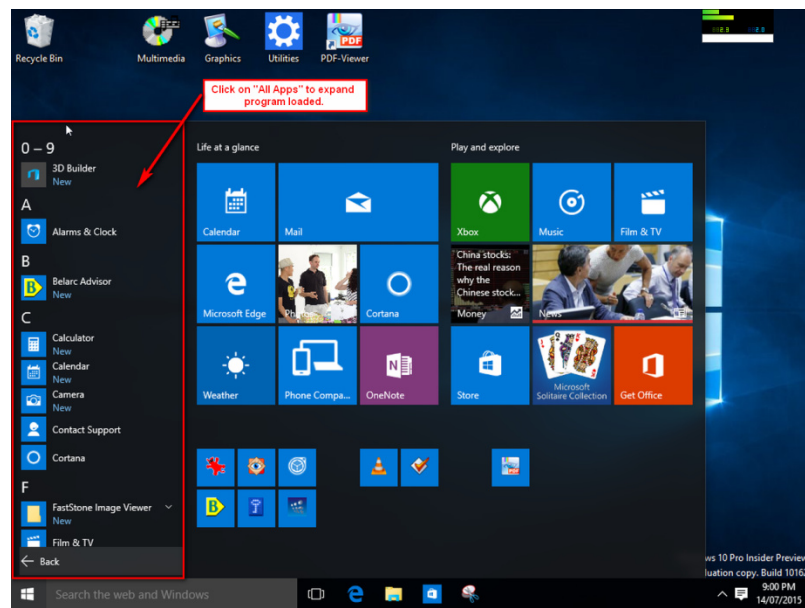 Recycle Bin
Multimedia
Graphics
Utilities
PDF
PDF-Viewer
Click on "All Apps" to expand
program loaded.
0 – 9
3D Builder
New
A
Alarms & Clock
B
Belarc Advisor
New
C
Calculator
New
Calendar
New
Camera
New
Contact Support
Cortana
F
FastStone Image Viewer
New
Film & TV
Back
Life at a glance
Calendar
Mail
Microsoft Edge
Photos
Cortana
Weather
Phone Compa...
OneNote
Play and explore
Xbox
Music
Film & TV
China stocks:
The real reason
why the
Chinese stock...
Money
News
Store
Microsoft
Solitaire Collection
Get Office
ws 10 Pro Insider Preview
luation copy. Build 1016
Search the web and Windows
9:00 PM
14/07/2015